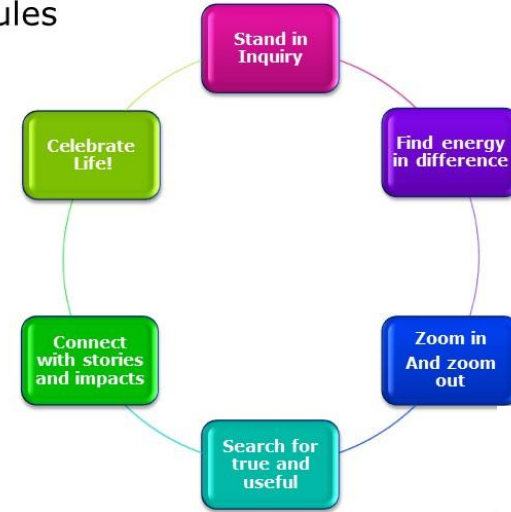 ules
Stand in
Inquiry
Find energy
in difference
Zoom in
And zoom
out
Search for
true and
useful
Connect
with stories
and impacts
Celebrate
Life!